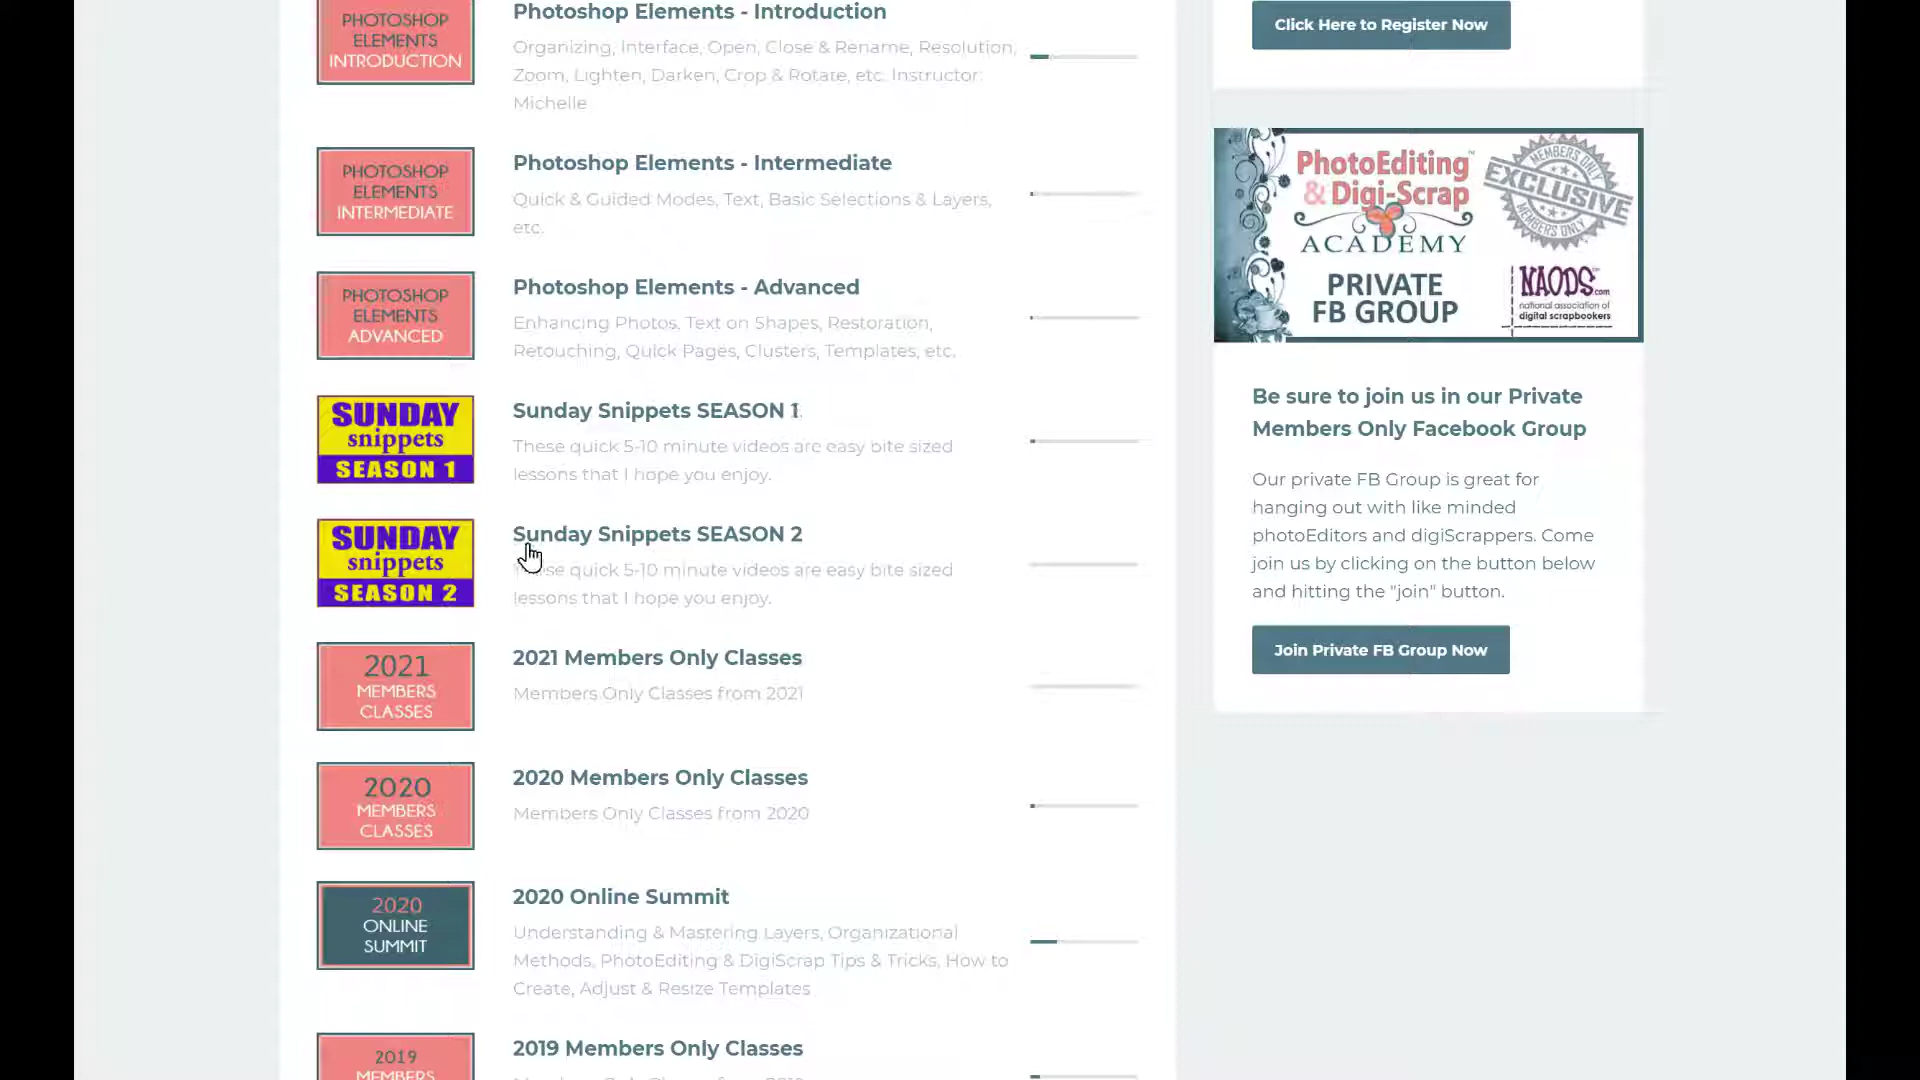 PHOTOSHOP
ELEMENTS
INTRODUCTION
Photoshop Elements - Introduction
Organizing, Interface, Open, Close & Rename, Resolution,
Zoom, Lighten, Darken, Crop & Rotate, etc. Instructor:
Michelle
PHOTOSHOP
ELEMENTS
INTERMEDIATE
Photoshop Elements - Intermediate
Quick & Guided Modes, Text, Basic Selections & Layers,
etc.
PHOTOSHOP
ELEMENTS
ADVANCED
Photoshop Elements - Advanced
Enhancing Photos, Text on Shapes, Restoration,
Retouching, Quick Pages, Clusters, Templates, etc.
SUNDAY
snippets
SEASON 1
Sunday Snippets SEASON 1
These quick 5-10 minute videos are easy bite sized
lessons that I hope you enjoy.
SUNDAY
snippets
SEASON 2
Sunday Snippets SEASON 2
These quick 5-10 minute videos are easy bite sized
lessons that I hope you enjoy.
2021
MEMBERS
CLASSES
2021 Members Only Classes
Members Only Classes from 2021
2020
MEMBERS
CLASSES
2020 Members Only Classes
Members Only Classes from 2020
2020
ONLINE
SUMMIT
2020 Online Summit
Understanding & Mastering Layers, Organizational
Methods, PhotoEditing & DigiScrap Tips & Tricks, How to
Create, Adjust & Resize Templates
2019
MEMBERS
2019 Members Only Classes
Click Here to Register Now
PhotoEditing™
& Digi-Scrap
ACADEMY
PRIVATE
FB GROUP
MEMBERS ONLY
EXCLUSIVE
MEMBERS ONLY
NAODS.com
national association of
digital scrapbookers
Be sure to join us in our Private
Members Only Facebook Group
Our private FB Group is great for
hanging out with like minded
photoEditors and digiScrappers. Come
join us by clicking on the button below
and hitting the "join" button.
Join Private FB Group Now